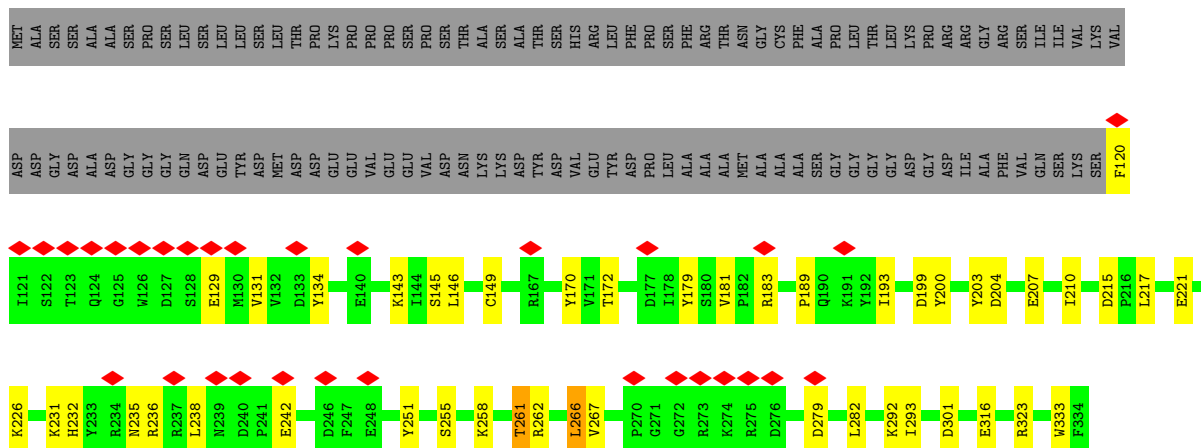 MET ALA SER SER ALA ALA SER PRO SER LEU SER LEU LEU SER LEU THR PRO LYS PRO PRO PRO SER PRO SER THR ALA SER ALA THR SER HIS ARG LEU PHE PRO SER PHE ARG THR ASN GLY CYS PHE ALA PRO LEU THR LEU LYS PRO ARG ARG GLY ARG SER ILE ILE VAL LYS VAL
ASP ASP GLY SER ALA ASP GLY GLY GLY GLN ASP GLU TYR ASP MET ASP ASP GLU GLU VAL GLU GLU VAL ASP ASN LYS LYS ASP TYR ASP VAL GLU TYR ASP PRO LEU ALA ALA ALA MET ALA ALA ALA SER GLY GLY GLY GLY ASP GLY ASP ILE ALA PHE VAL GLN SER LYS SER F120
I121 S122 T123 Q124 G125 W126 D127 S128 E129 M130 V131 V132 D133 Y134 E140 K143 I144 S145 L146 C149 R167 Y170 V171 T172 D177 I178 Y179 S180 V181 P182 R183 P189 Q190 K191 Y192 I193 D199 Y200 Y203 D204 E207 I210 D215 P216 L217 E221
K226 K231 H232 Y233 R234 N235 R236 R237 L238 N239 D240 P241 E242 D246 F247 E248 Y251 S255 K258 T261 R262 L266 V267 P270 G271 G272 R273 K274 R275 D276 D279 L282 K292 I293 D301 E316 R323 W333 F334